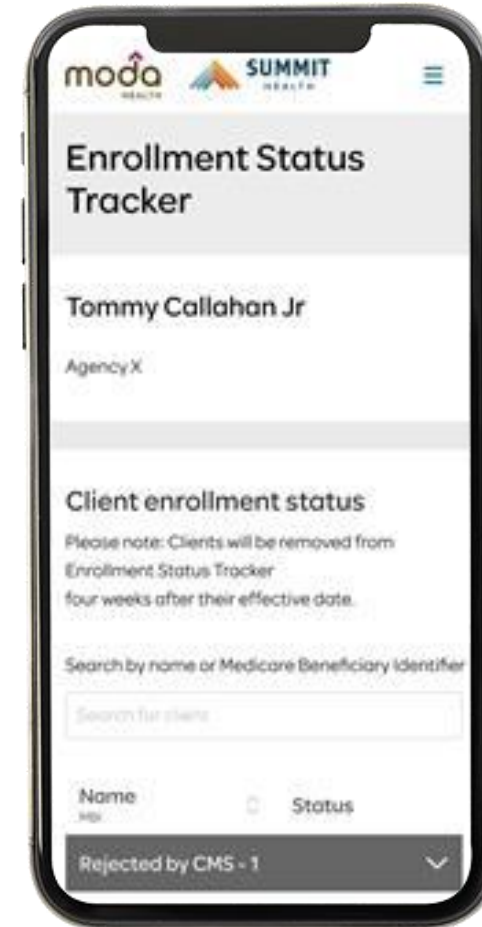 moda
HEALTH
SUMMIT
HEALTH
Enrollment Status
Tracker
Tommy Callahan Jr
Agency X
Client enrollment status
Please note: Clients will be removed from
Enrollment Status Tracker
four weeks after their effective date.
Search by name or Medicare Beneficiary Identifier
Search for client
Name
Status
MBI
Rejected by CMS - 1